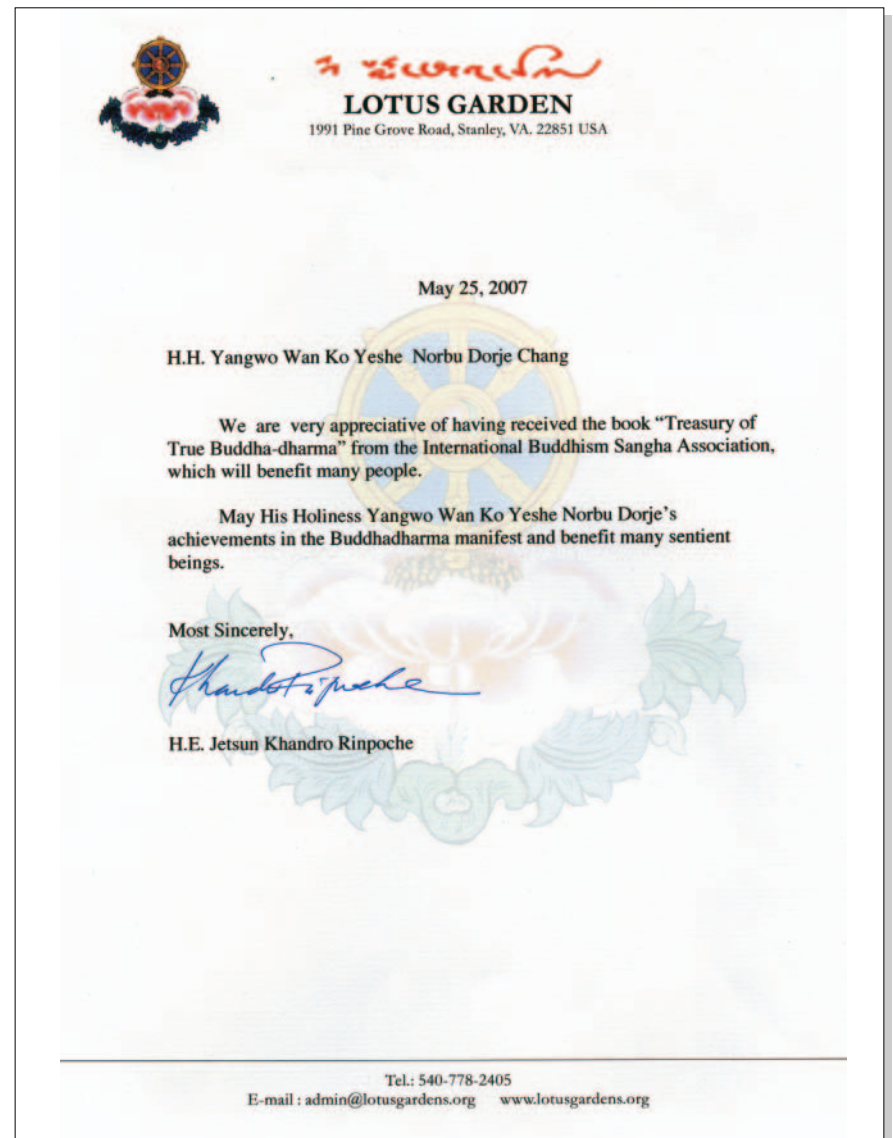 LOTUS GARDEN
1991 Pine Grove Road, Stanley, VA. 22851 USA
May 25, 2007
H.H. Yangwo Wan Ko Yeshe Norbu Dorje Chang
We are very appreciative of having received the book “Treasury of
True Buddha-dharma” from the International Buddhism Sangha Association,
which will benefit many people.
May His Holiness Yangwo Wan Ko Yeshe Norbu Dorje’s
achievements in the Buddhadharma manifest and benefit many sentient
beings.
Most Sincerely,
Khandro Rinpoche
H.E. Jetsun Khandro Rinpoche
Tel.: 540-778-2405
E-mail : admin@lotusgardens.org www.lotusgardens.org